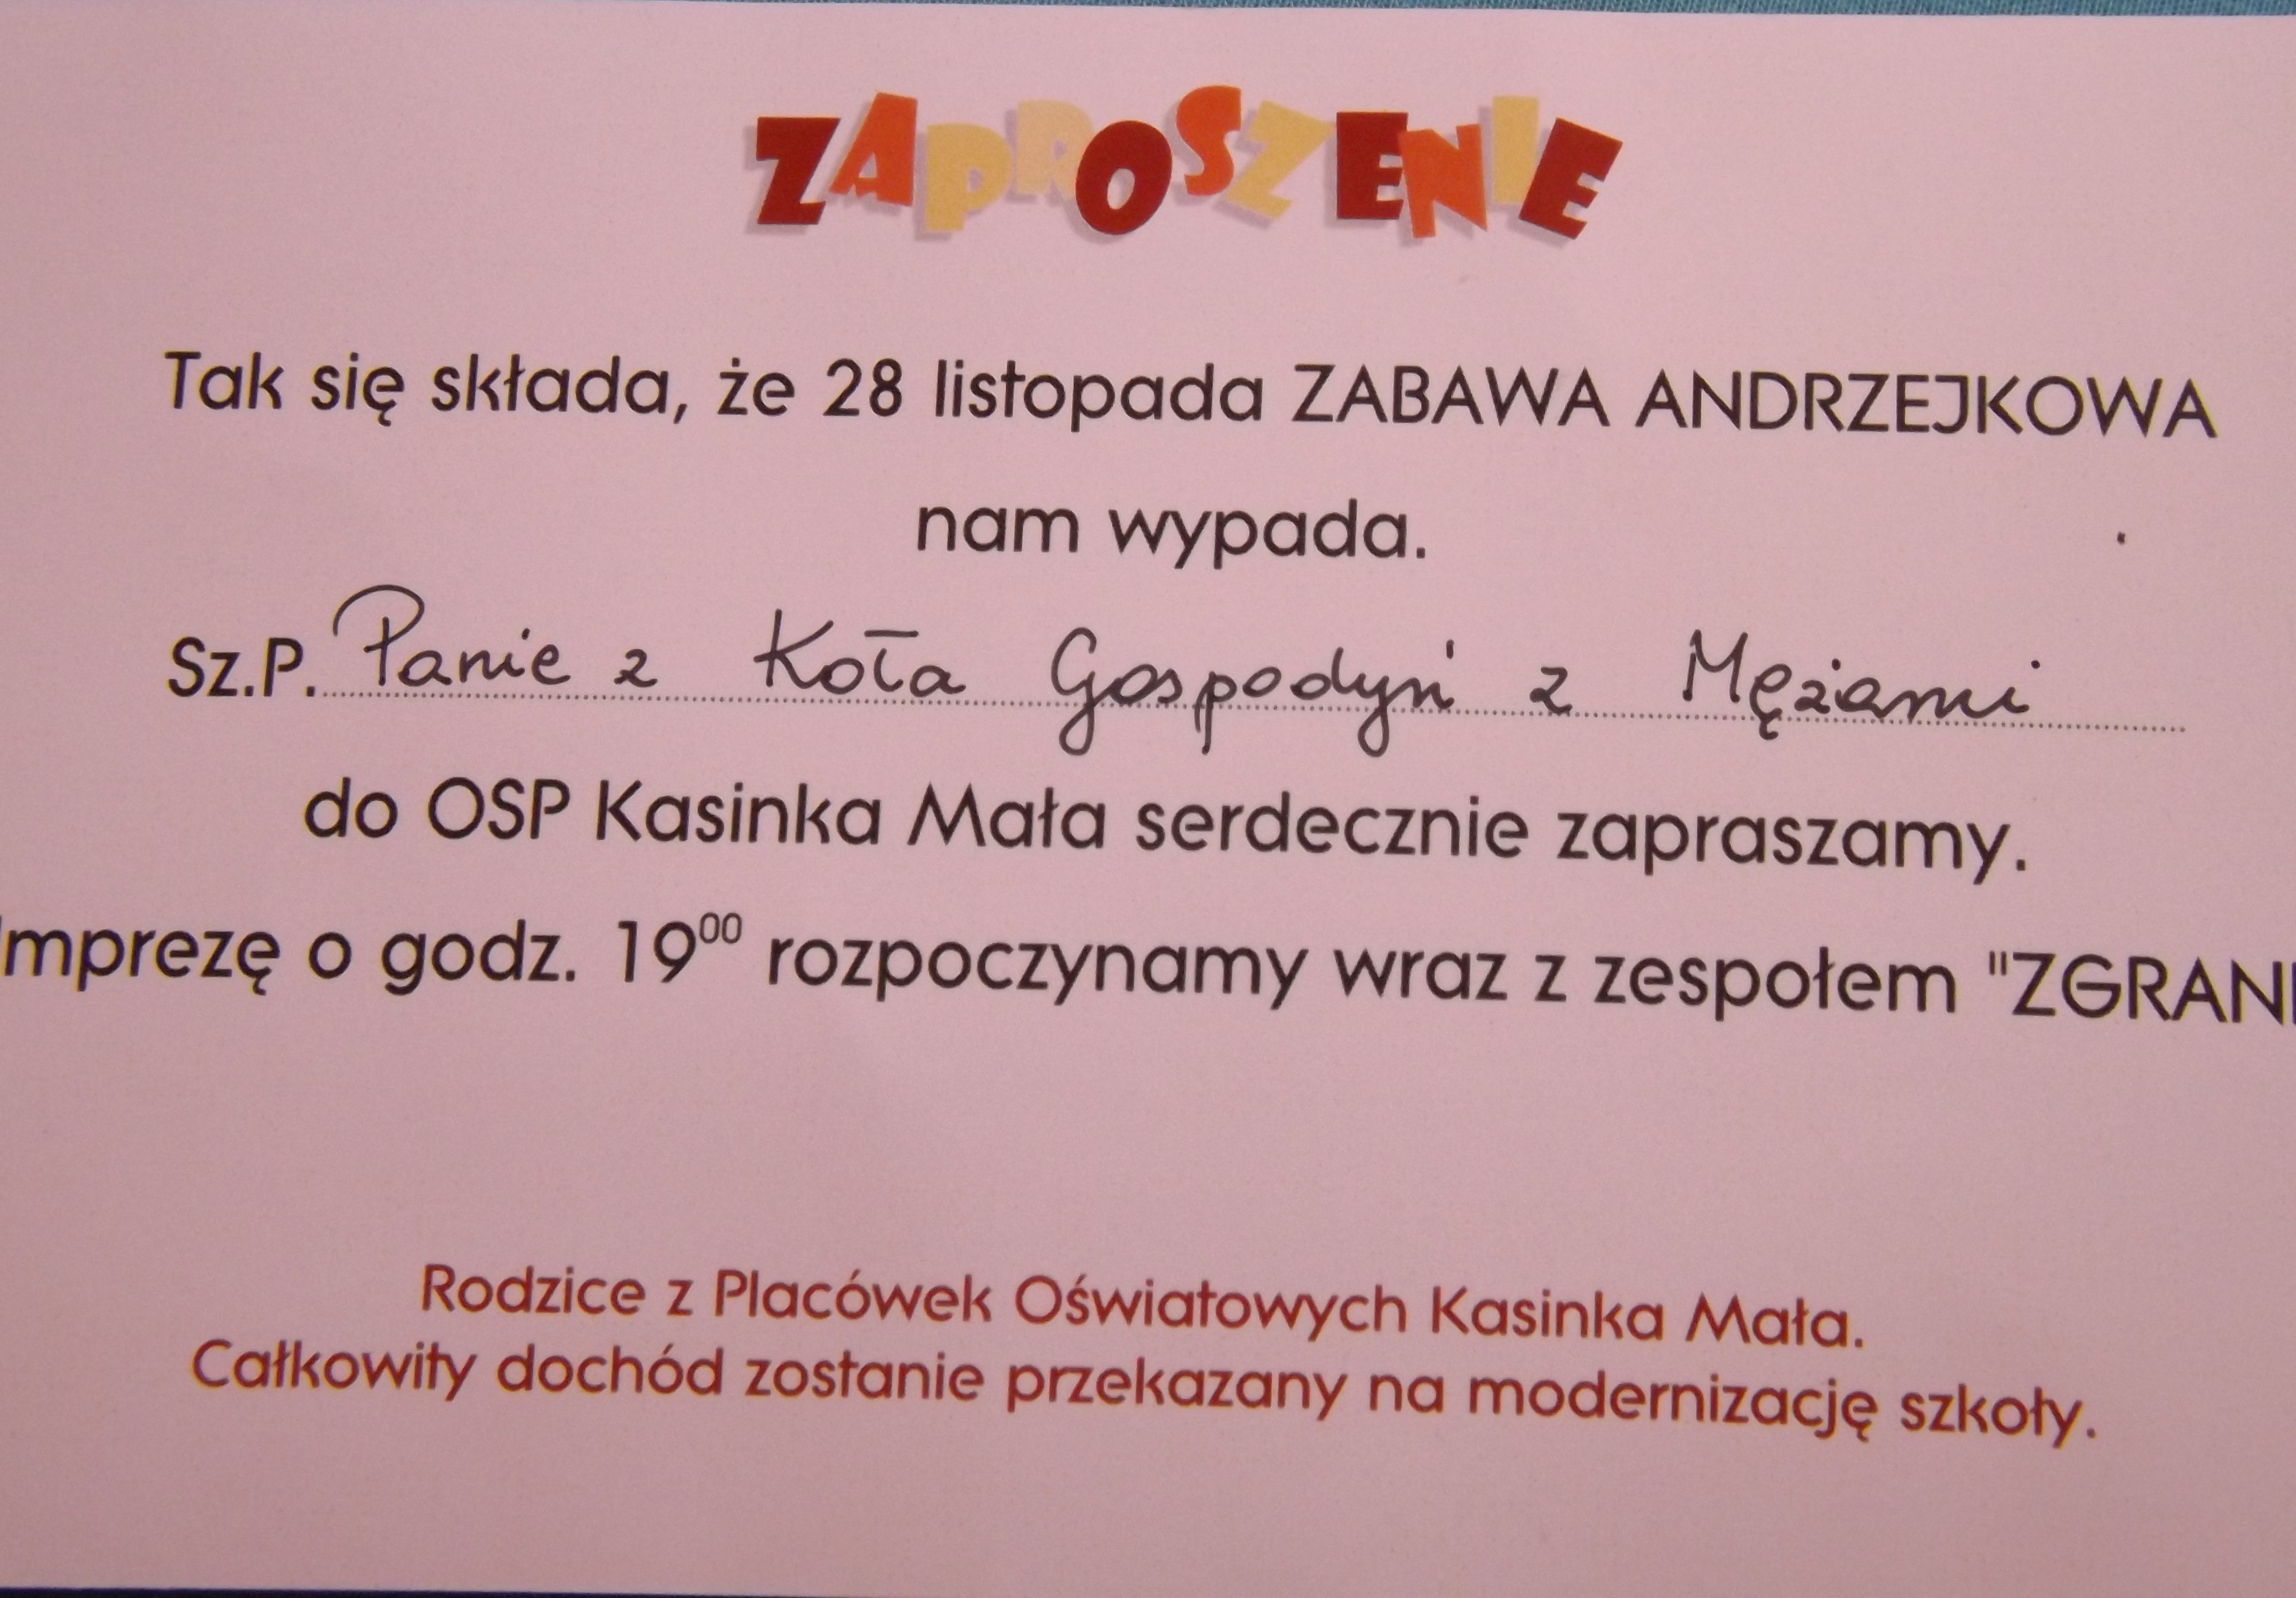 ZAPROSZENIE
Tak się składa, że 28 listopada ZABAWA ANDRZEJKOWA
nam wypada.
Sz.P. Panie z Koła Gospodyń z Mężami
do OSP Kasinka Mała serdecznie zapraszamy.
Imprezę o godz. 19⁰⁰ rozpoczynamy wraz z zespołem "ZGRANI
Rodzice z Placówek Oświatowych Kasinka Mała.
Całkowity dochód zostanie przekazany na modernizację szkoły.